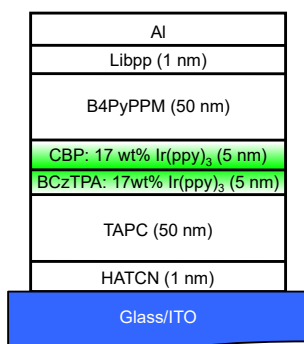 Al
Libpp (1 nm)
B4PyPPM (50 nm)
CBP: 17 wt% Ir(ppy)₃ (5 nm)
BCzTPA: 17wt% Ir(ppy)₃ (5 nm)
TAPC (50 nm)
HATCN (1 nm)
Glass/ITO